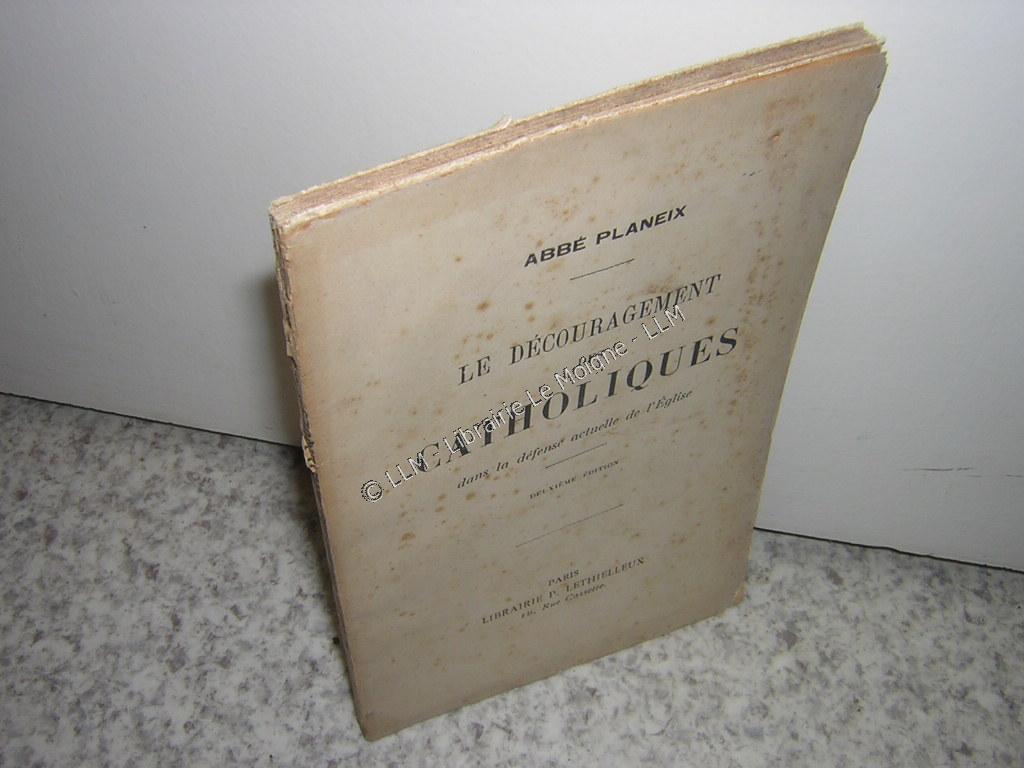 ABBÉ PLANEIX
LE DÉCOURAGEMENT
CATHOLIQUES
dans la défense actuelle de l'Église
DEUXIÈME ÉDITION
PARIS
LIBRAIRIE P. LETHIELLEUX
10, Rue Cassette.
© LLM - Librairie Le Moigne - LLM